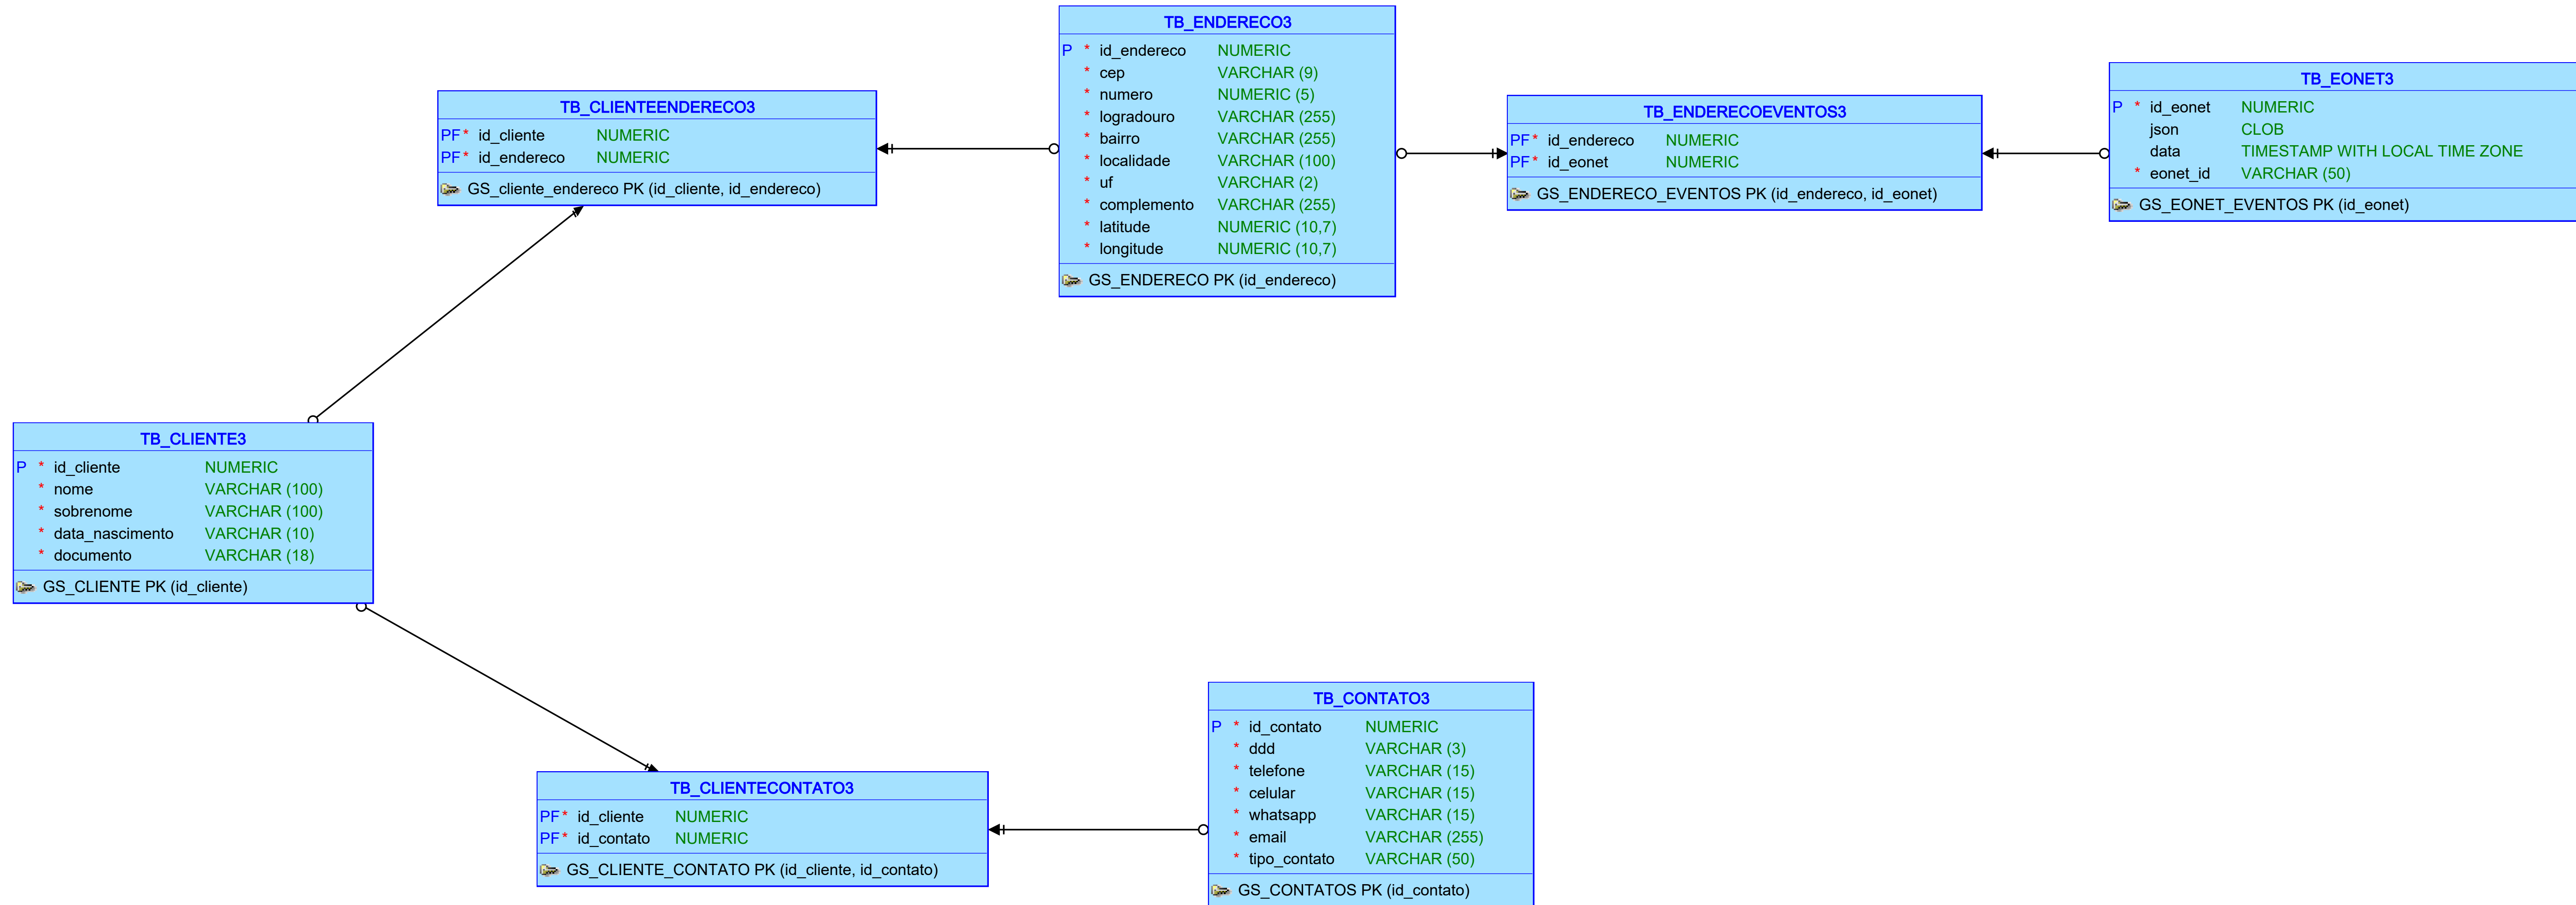 TB_ENDERECO3
P * id_endereco NUMERIC
* cep VARCHAR (9)
* numero NUMERIC (5)
* logradouro VARCHAR (255)
* bairro VARCHAR (255)
* localidade VARCHAR (100)
* uf VARCHAR (2)
* complemento VARCHAR (255)
* latitude NUMERIC (10,7)
* longitude NUMERIC (10,7)
GS_ENDERECO PK (id_endereco)
TB_EONET3
P * id_eonet NUMERIC
json CLOB
data TIMESTAMP WITH LOCAL TIME ZONE
* eonet_id VARCHAR (50)
GS_EONET_EVENTOS PK (id_eonet)
TB_CLIENTEENDERECO3
PF * id_cliente NUMERIC
PF * id_endereco NUMERIC
GS_cliente_endereco PK (id_cliente, id_endereco)
TB_ENDERECOEVENTOS3
PF * id_endereco NUMERIC
PF * id_eonet NUMERIC
GS_ENDERECO_EVENTOS PK (id_endereco, id_eonet)
TB_CLIENTE3
P * id_cliente NUMERIC
* nome VARCHAR (100)
* sobrenome VARCHAR (100)
* data_nascimento VARCHAR (10)
* documento VARCHAR (18)
GS_CLIENTE PK (id_cliente)
TB_CONTATO3
P * id_contato NUMERIC
* ddd VARCHAR (3)
* telefone VARCHAR (15)
* celular VARCHAR (15)
* whatsapp VARCHAR (15)
* email VARCHAR (255)
* tipo_contato VARCHAR (50)
GS_CONTATOS PK (id_contato)
TB_CLIENTECONTATO3
PF * id_cliente NUMERIC
PF * id_contato NUMERIC
GS_CLIENTE_CONTATO PK (id_cliente, id_contato)